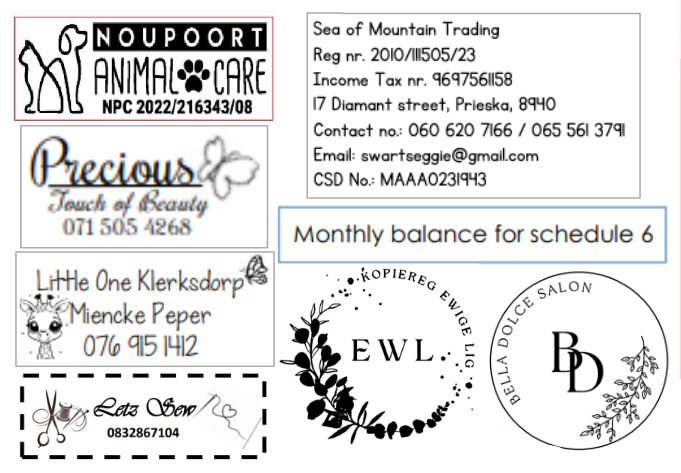 NOUPOORT
ANIMAL CARE
NPC 2022/216343/08
Precious
Touch of Beauty
071 505 4268
Little One Klerksdorp
Miencke Peper
076 915 1412
Letz Sew
0832867104
Sea of Mountain Trading
Reg nr. 2010/111505/23
Income Tax nr. 9697561158
17 Diamant street, Prieska, 8940
Contact no.: 060 620 7166 / 065 561 3791
Email: swartseggie@gmail.com
CSD No.: MAAA0231943
Monthly balance for schedule 6
KOPIEREG EWIGE LIG
EWL.
BELLA DOLCE SALON
BD